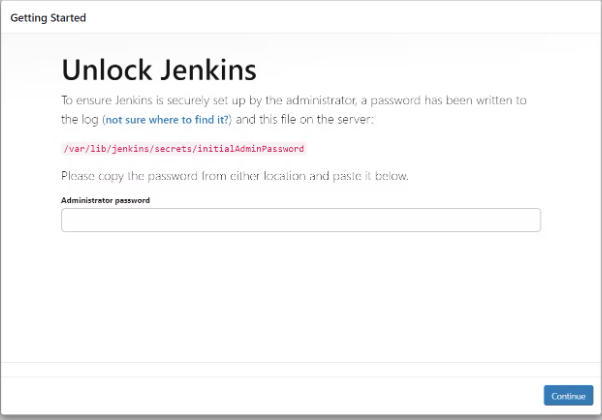 Getting Started
Unlock Jenkins
To ensure Jenkins is securely set up by the administrator, a password has been written to
the log (not sure where to find it?) and this file on the server:
/var/lib/jenkins/secrets/initialAdminPassword
Please copy the password from either location and paste it below.
Administrator password
Continue